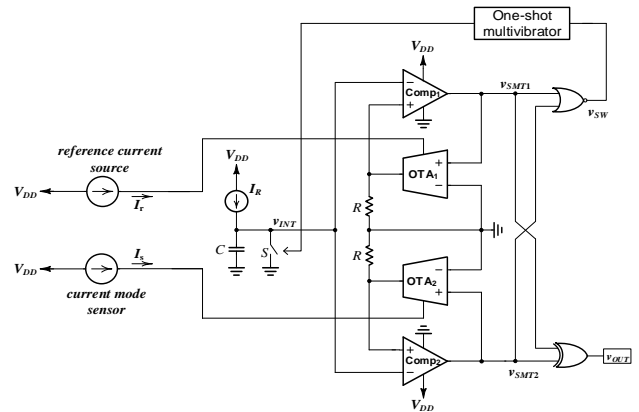 One-shot
multivibrator
V_DD
Comp₁
−
+
v_SMT1
v_SW
reference current
source
V_DD
I_r
V_DD
I_R
OTA₁
+
−
R
v_INT
C
S
R
V_DD
I_s
current mode
sensor
−
+
OTA₂
+
−
Comp₂
v_SMT2
v_OUT
V_DD